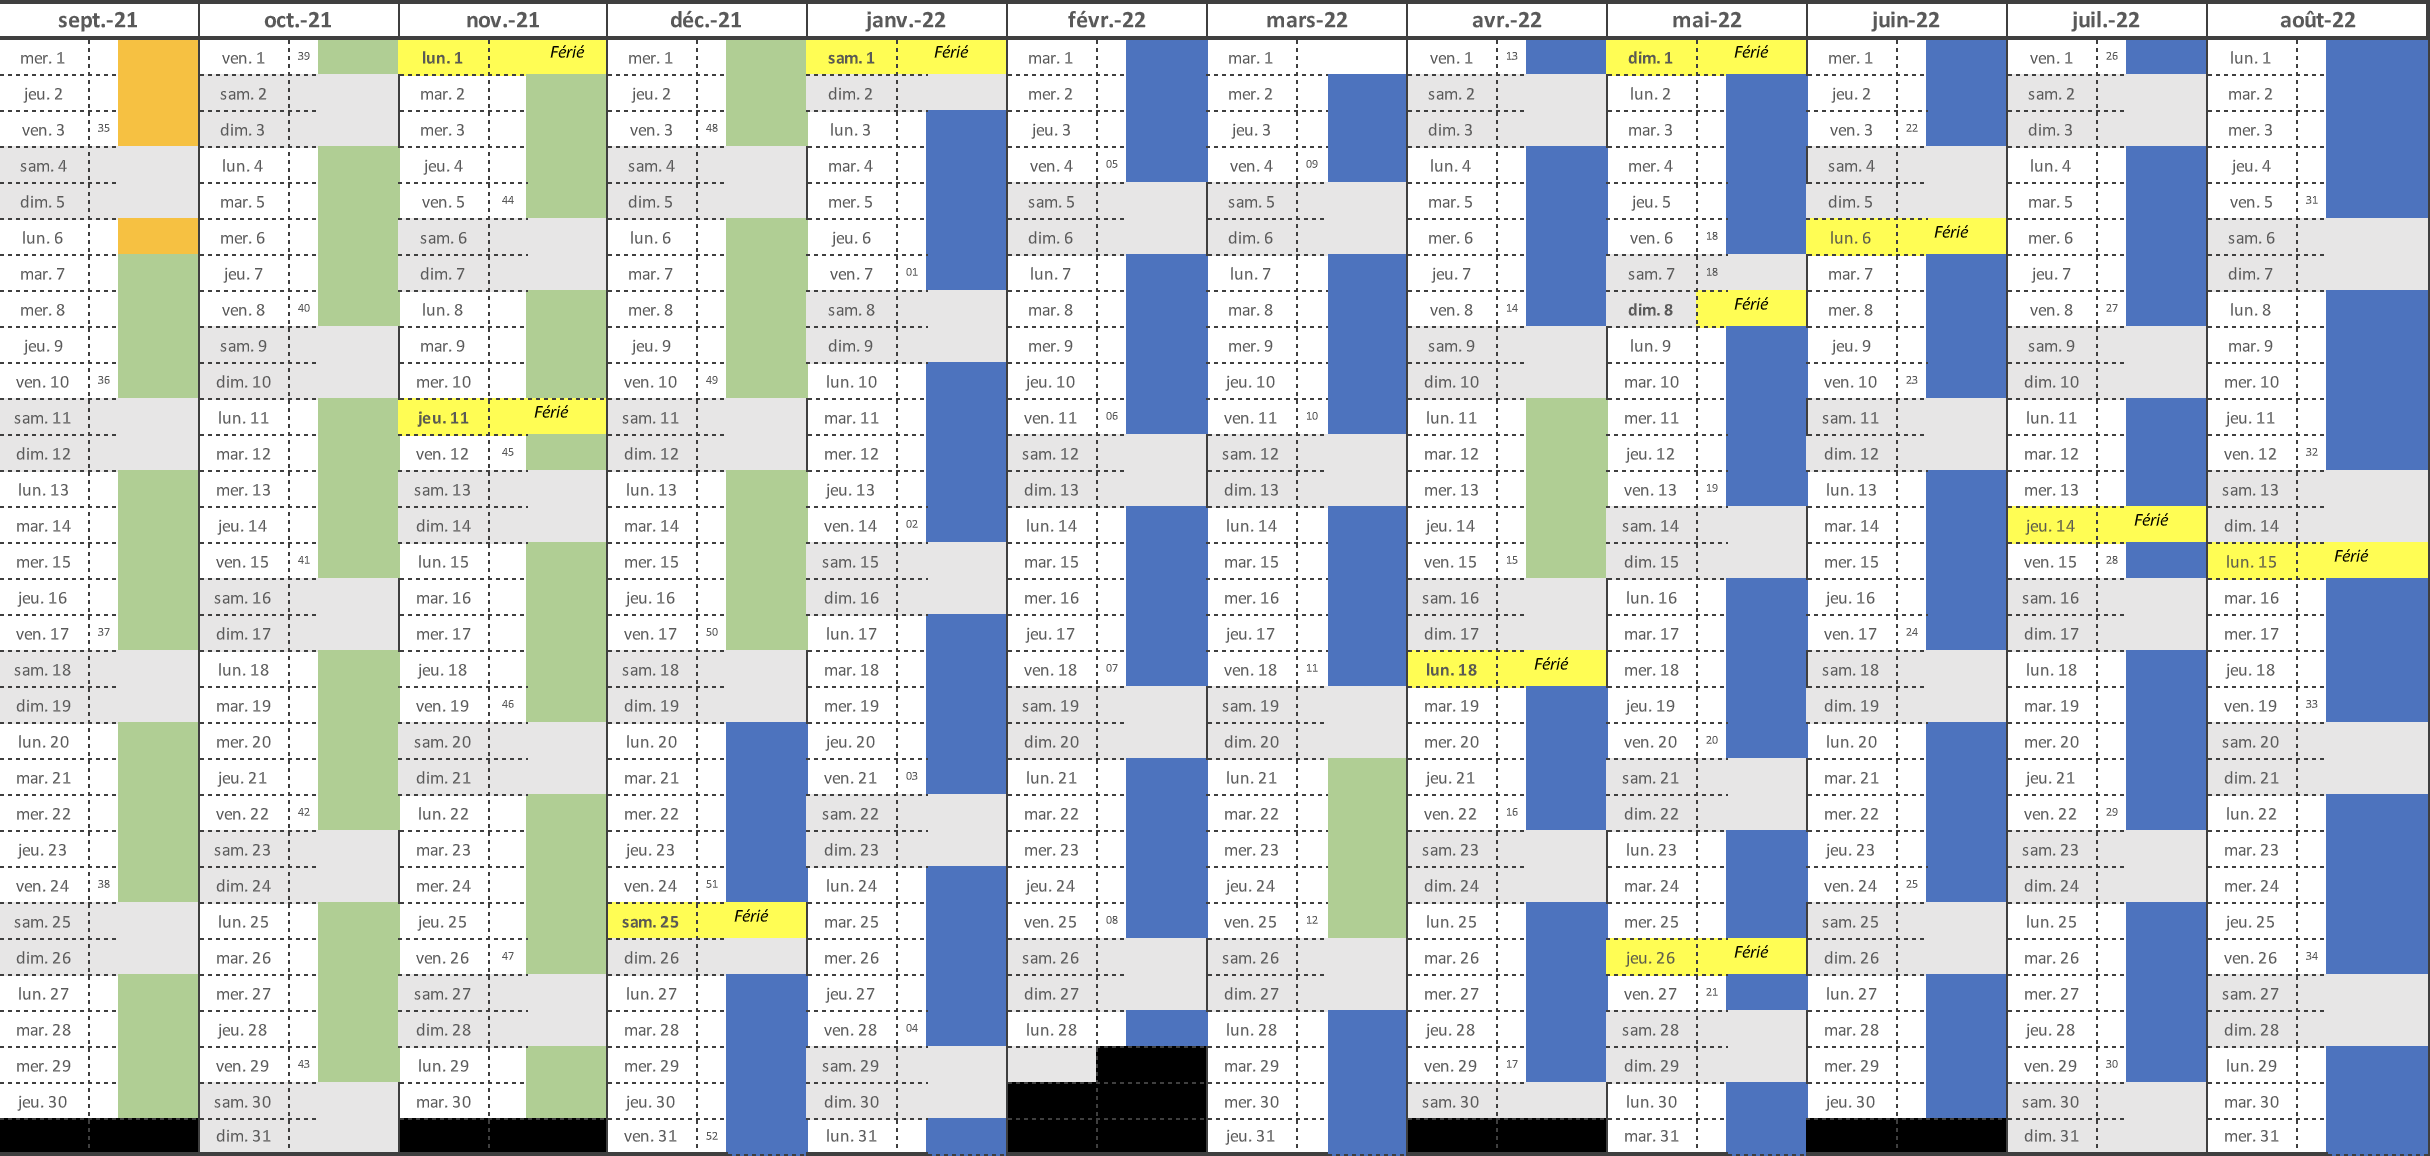 sept.-21 oct.-21 nov.-21 déc.-21 janv.-22 févr.-22 mars-22 avr.-22 mai-22 juin-22 juil.-22 août-22
mer. 1 ven. 1 39 lun. 1 Férié mer. 1 sam. 1 Férié mar. 1 mar. 1 ven. 1 13 dim. 1 Férié mer. 1 ven. 1 26 lun. 1
jeu. 2 sam. 2 mar. 2 jeu. 2 dim. 2 mer. 2 mer. 2 sam. 2 lun. 2 jeu. 2 sam. 2 mar. 2
ven. 3 35 dim. 3 mer. 3 ven. 3 48 lun. 3 jeu. 3 jeu. 3 dim. 3 mar. 3 ven. 3 22 dim. 3 mer. 3
sam. 4 lun. 4 jeu. 4 sam. 4 mar. 4 ven. 4 05 ven. 4 09 lun. 4 mer. 4 sam. 4 lun. 4 jeu. 4
dim. 5 mar. 5 ven. 5 44 dim. 5 mer. 5 sam. 5 sam. 5 mar. 5 jeu. 5 dim. 5 mar. 5 ven. 5 31
lun. 6 mer. 6 sam. 6 lun. 6 jeu. 6 dim. 6 dim. 6 mer. 6 ven. 6 18 lun. 6 Férié mer. 6 sam. 6
mar. 7 jeu. 7 dim. 7 mar. 7 ven. 7 01 lun. 7 lun. 7 jeu. 7 sam. 7 18 mar. 7 jeu. 7 dim. 7
mer. 8 ven. 8 40 lun. 8 mer. 8 sam. 8 mar. 8 mar. 8 ven. 8 14 dim. 8 Férié mer. 8 ven. 8 27 lun. 8
jeu. 9 sam. 9 mar. 9 jeu. 9 dim. 9 mer. 9 mer. 9 sam. 9 lun. 9 jeu. 9 sam. 9 mar. 9
ven. 10 36 dim. 10 mer. 10 ven. 10 49 lun. 10 jeu. 10 jeu. 10 dim. 10 mar. 10 ven. 10 23 dim. 10 mer. 10
sam. 11 lun. 11 jeu. 11 Férié sam. 11 mar. 11 ven. 11 06 ven. 11 10 lun. 11 mer. 11 sam. 11 lun. 11 jeu. 11
dim. 12 mar. 12 ven. 12 45 dim. 12 mer. 12 sam. 12 sam. 12 mar. 12 jeu. 12 dim. 12 mar. 12 ven. 12 32
lun. 13 mer. 13 sam. 13 lun. 13 jeu. 13 dim. 13 dim. 13 mer. 13 ven. 13 19 lun. 13 mer. 13 sam. 13
mar. 14 jeu. 14 dim. 14 mar. 14 ven. 14 02 lun. 14 lun. 14 jeu. 14 sam. 14 mar. 14 jeu. 14 Férié dim. 14
mer. 15 ven. 15 41 lun. 15 mer. 15 sam. 15 mar. 15 mar. 15 ven. 15 15 dim. 15 mer. 15 ven. 15 28 lun. 15 Férié
jeu. 16 sam. 16 mar. 16 jeu. 16 dim. 16 mer. 16 mer. 16 sam. 16 lun. 16 jeu. 16 sam. 16 mar. 16
ven. 17 37 dim. 17 mer. 17 ven. 17 50 lun. 17 jeu. 17 jeu. 17 dim. 17 mar. 17 ven. 17 24 dim. 17 mer. 17
sam. 18 lun. 18 jeu. 18 sam. 18 mar. 18 ven. 18 07 ven. 18 11 lun. 18 Férié mer. 18 sam. 18 lun. 18 jeu. 18
dim. 19 mar. 19 ven. 19 46 dim. 19 mer. 19 sam. 19 sam. 19 mar. 19 jeu. 19 dim. 19 mar. 19 ven. 19 33
lun. 20 mer. 20 sam. 20 lun. 20 jeu. 20 dim. 20 dim. 20 mer. 20 ven. 20 20 lun. 20 mer. 20 sam. 20
mar. 21 jeu. 21 dim. 21 mar. 21 ven. 21 03 lun. 21 lun. 21 jeu. 21 sam. 21 mar. 21 jeu. 21 dim. 21
mer. 22 ven. 22 42 lun. 22 mer. 22 sam. 22 mar. 22 mar. 22 ven. 22 16 dim. 22 mer. 22 ven. 22 29 lun. 22
jeu. 23 sam. 23 mar. 23 jeu. 23 dim. 23 mer. 23 mer. 23 sam. 23 lun. 23 jeu. 23 sam. 23 mar. 23
ven. 24 38 dim. 24 mer. 24 ven. 24 51 lun. 24 jeu. 24 jeu. 24 dim. 24 mar. 24 ven. 24 25 dim. 24 mer. 24
sam. 25 lun. 25 jeu. 25 sam. 25 Férié mar. 25 ven. 25 08 ven. 25 12 lun. 25 mer. 25 sam. 25 lun. 25 jeu. 25
dim. 26 mar. 26 ven. 26 47 dim. 26 mer. 26 sam. 26 sam. 26 mar. 26 jeu. 26 Férié dim. 26 mar. 26 ven. 26 34
lun. 27 mer. 27 sam. 27 lun. 27 jeu. 27 dim. 27 dim. 27 mer. 27 ven. 27 21 lun. 27 mer. 27 sam. 27
mar. 28 jeu. 28 dim. 28 mar. 28 ven. 28 04 lun. 28 lun. 28 jeu. 28 sam. 28 mar. 28 jeu. 28 dim. 28
mer. 29 ven. 29 43 lun. 29 mer. 29 sam. 29 mar. 29 ven. 29 17 dim. 29 mer. 29 ven. 29 30 lun. 29
jeu. 30 sam. 30 mar. 30 jeu. 30 dim. 30 mer. 30 sam. 30 lun. 30 jeu. 30 sam. 30 mar. 30
dim. 31 ven. 31 52 lun. 31 jeu. 31 mar. 31 dim. 31 mer. 31